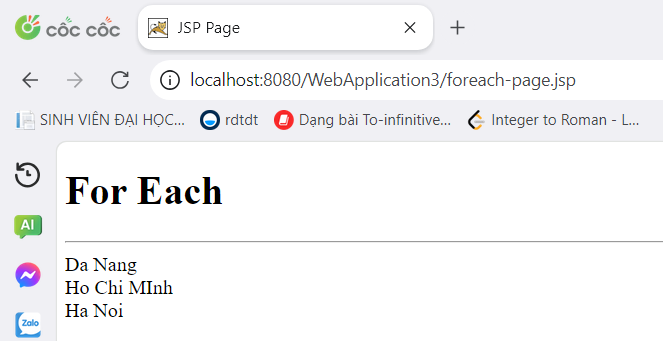 cốc cốc
JSP Page
localhost:8080/WebApplication3/foreach-page.jsp
SINH VIÊN ĐẠI HỌC...
rdtdt
Dạng bài To-infinitive...
Integer to Roman - L...
AI
For Each
Da Nang
Ho Chi MInh
Ha Noi
Zalo